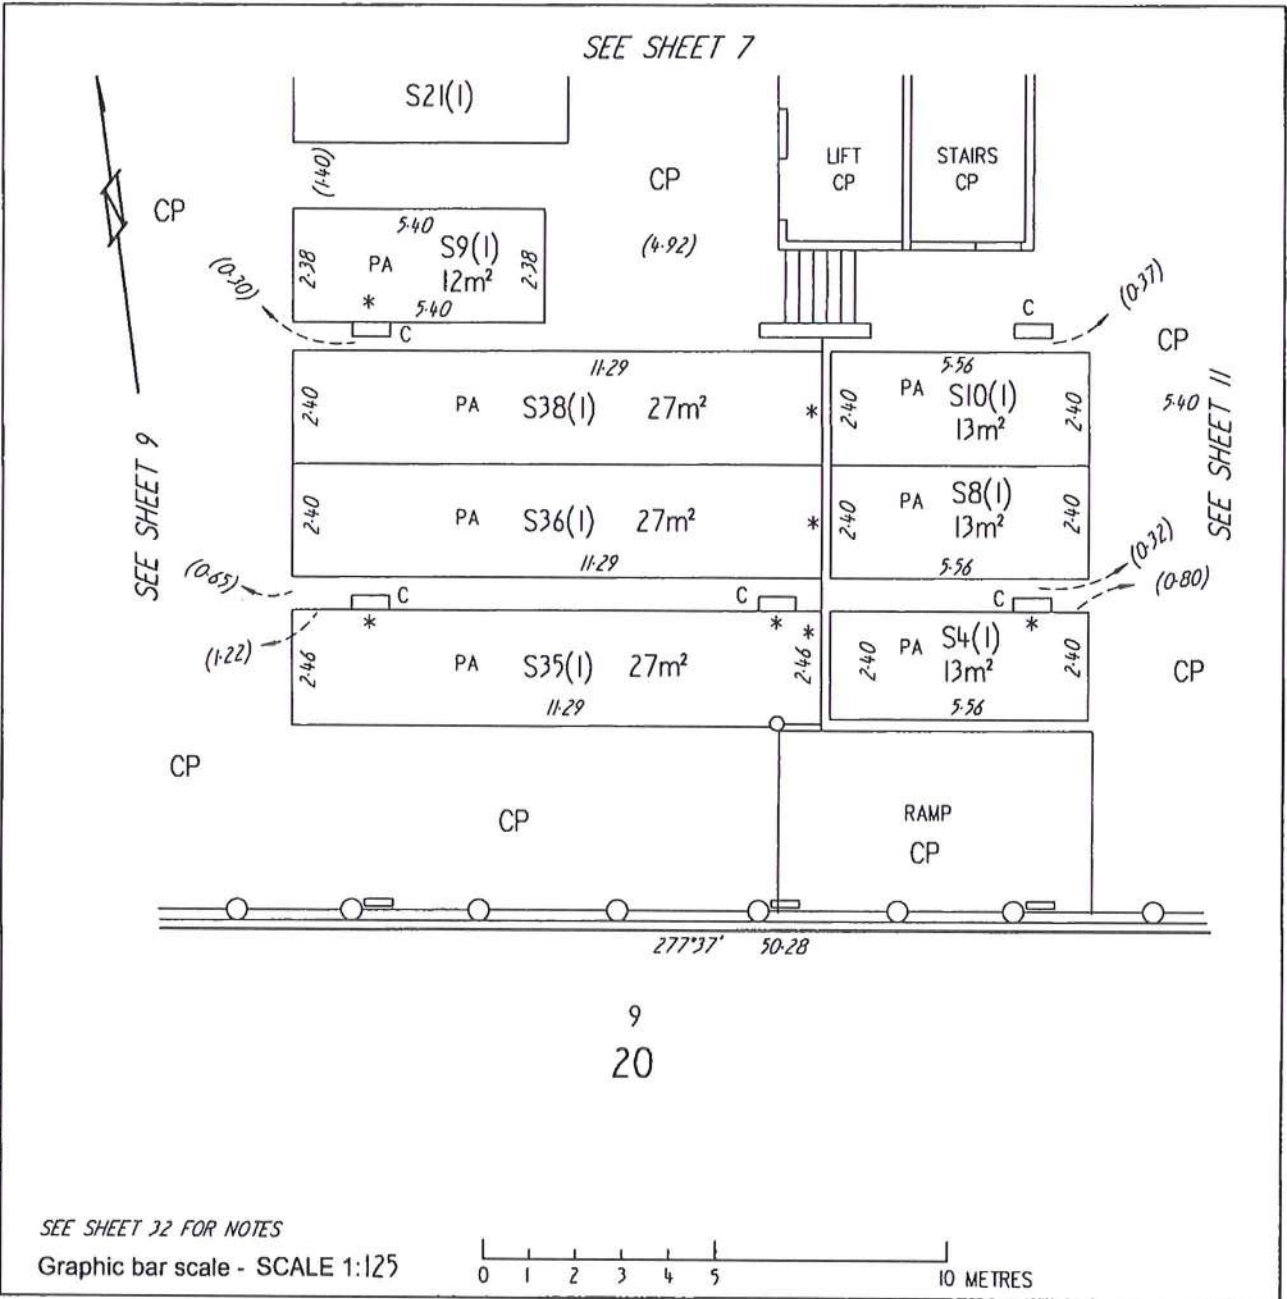 SEE SHEET 7
S21(1)
(1·40)
CP
LIFT
CP
STAIRS
CP
CP
5·40
2·38
PA
S9(1)
12m²
2·38
*
5·40
(4·92)
(0·30)
C
C
(0·37)
CP
11·29
2·40
PA
S38(1)
27m²
*
5·56
2·40
PA
S10(1)
13m²
2·40
5·40
SEE SHEET 9
SEE SHEET 11
2·40
PA
S36(1)
27m²
*
11·29
2·40
PA
S8(1)
13m²
2·40
5·56
(0·65)
C
C
C
(0·32)
(0·80)
(1·22)
*
*
*
*
2·46
PA
S35(1)
27m²
2·46
11·29
2·40
PA
S4(1)
13m²
2·40
5·56
CP
CP
CP
RAMP
CP
277°37' 50·28
9
20
SEE SHEET 32 FOR NOTES
Graphic bar scale - SCALE 1:125
0 1 2 3 4 5 10 METRES